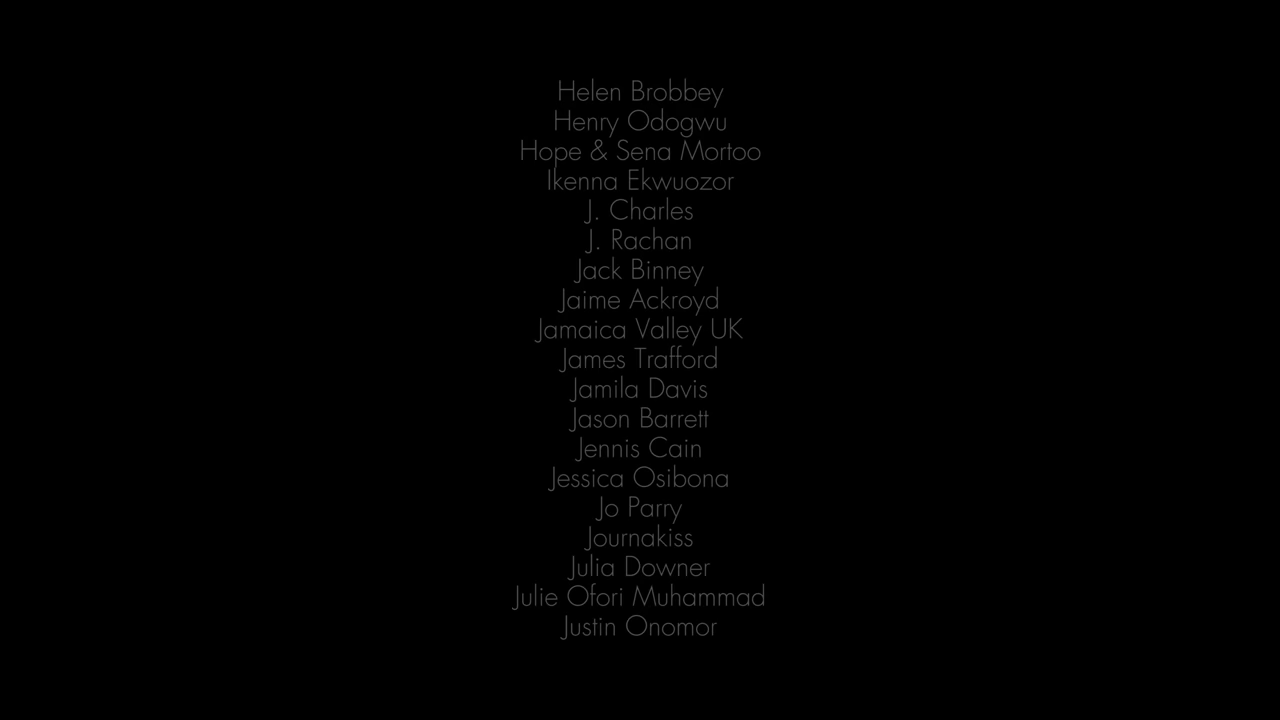 Helen Brobbey
Henry Odogwu
Hope & Sena Mortoo
Ikenna Ekwuozor
J. Charles
J. Rachan
Jack Binney
Jaime Ackroyd
Jamaica Valley UK
James Trafford
Jamila Davis
Jason Barrett
Jennis Cain
Jessica Osibona
Jo Parry
Journakiss
Julia Downer
Julie Ofori Muhammad
Justin Onomor